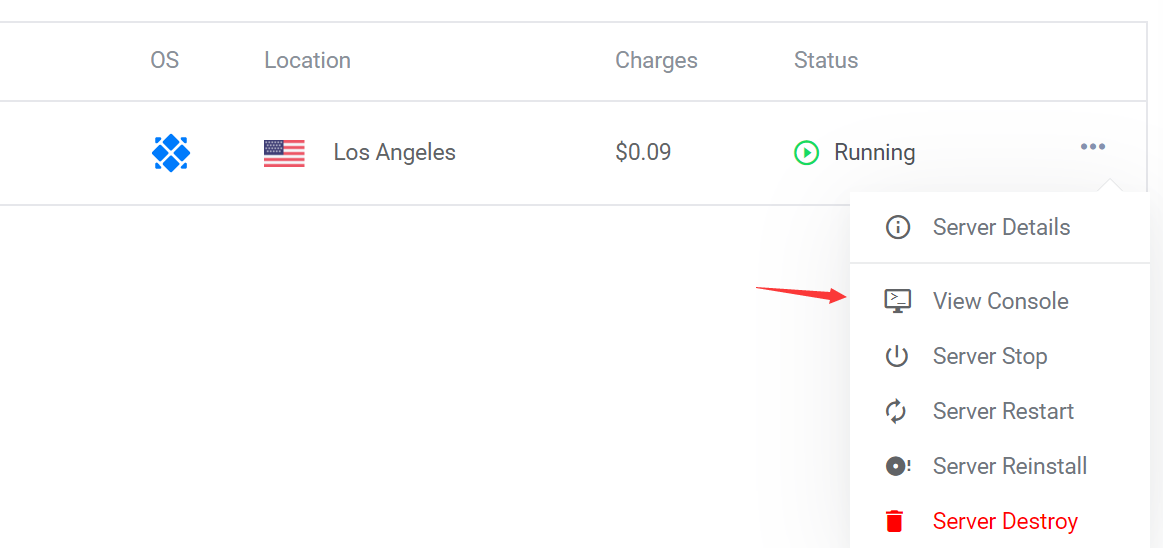 OS Location Charges Status
Los Angeles $0.09 Running
Server Details
View Console
Server Stop
Server Restart
Server Reinstall
Server Destroy